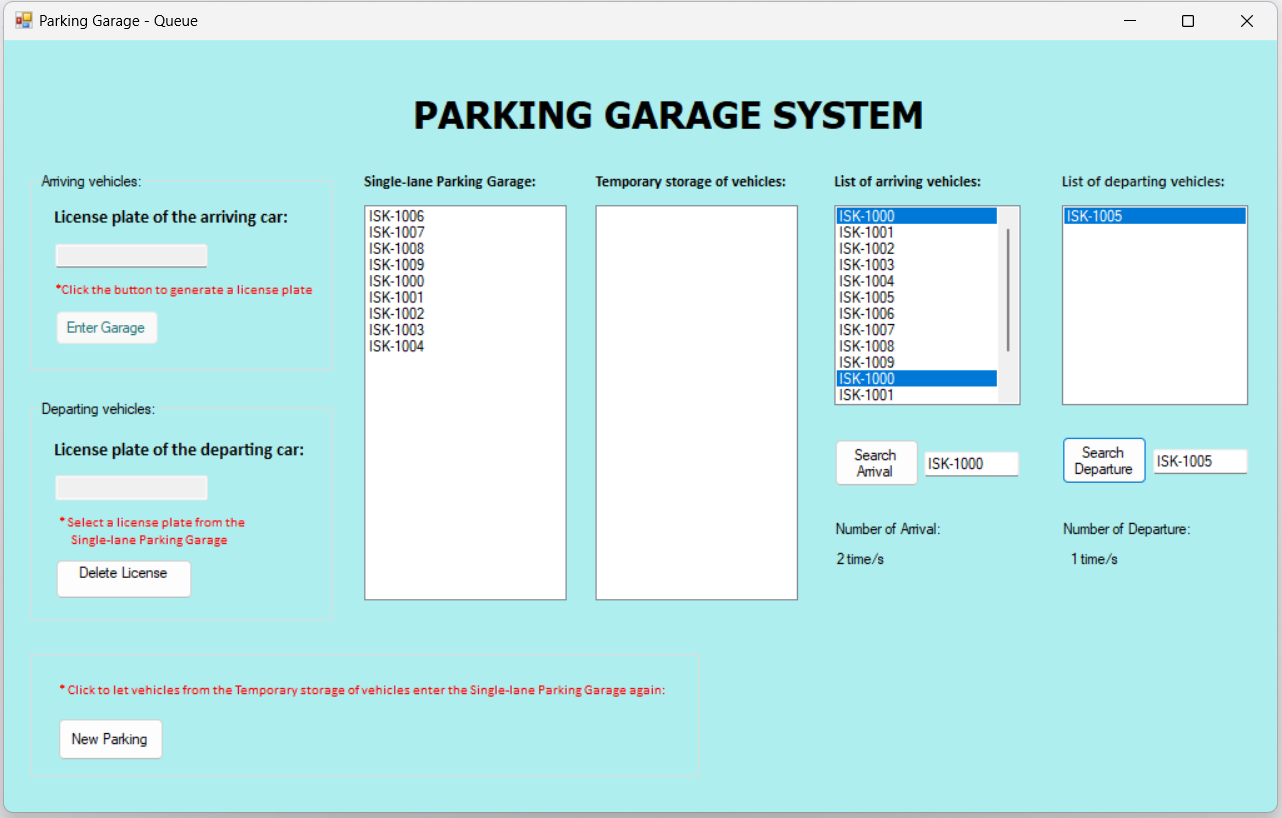 Parking Garage - Queue
PARKING GARAGE SYSTEM
Arriving vehicles:
License plate of the arriving car:
*Click the button to generate a license plate
Enter Garage
Departing vehicles:
License plate of the departing car:
* Select a license plate from the
Single-lane Parking Garage
Delete License
Single-lane Parking Garage:
ISK-1006
ISK-1007
ISK-1008
ISK-1009
ISK-1000
ISK-1001
ISK-1002
ISK-1003
ISK-1004
Temporary storage of vehicles:
List of arriving vehicles:
ISK-1000
ISK-1001
ISK-1002
ISK-1003
ISK-1004
ISK-1005
ISK-1006
ISK-1007
ISK-1008
ISK-1009
ISK-1000
ISK-1001
Search
Arrival
ISK-1000
Number of Arrival:
2 time/s
List of departing vehicles:
ISK-1005
Search
Departure
ISK-1005
Number of Departure:
1 time/s
* Click to let vehicles from the Temporary storage of vehicles enter the Single-lane Parking Garage again:
New Parking